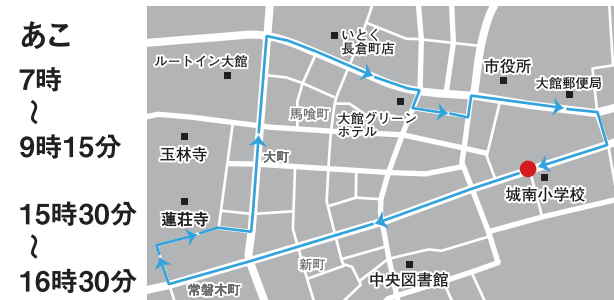 あこ
7時
〜
9時15分
15時30分
〜
16時30分
いとく
長倉町店
ルートイン大館
市役所
大館郵便局
馬喰町
大館グリーン
ホテル
玉林寺
大町
城南小学校
蓮荘寺
新町
中央図書館
常磐木町